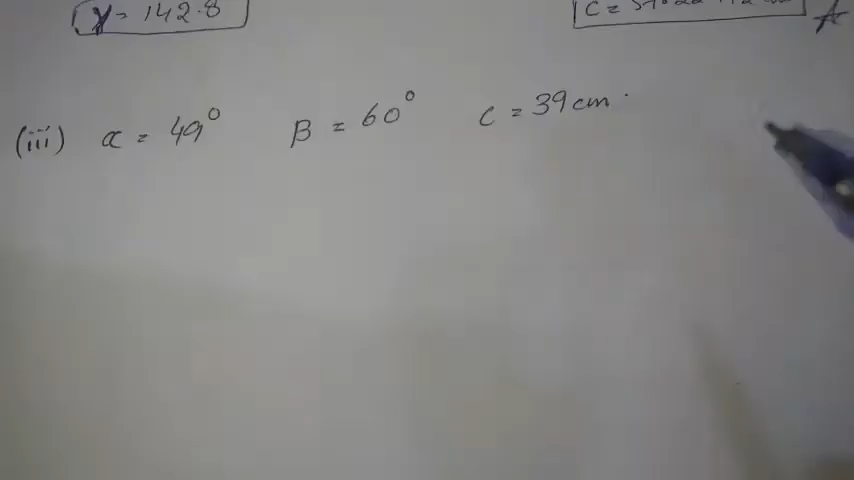 γ = 142.8
C =
(iii) α = 49° β = 60° C = 39 cm.